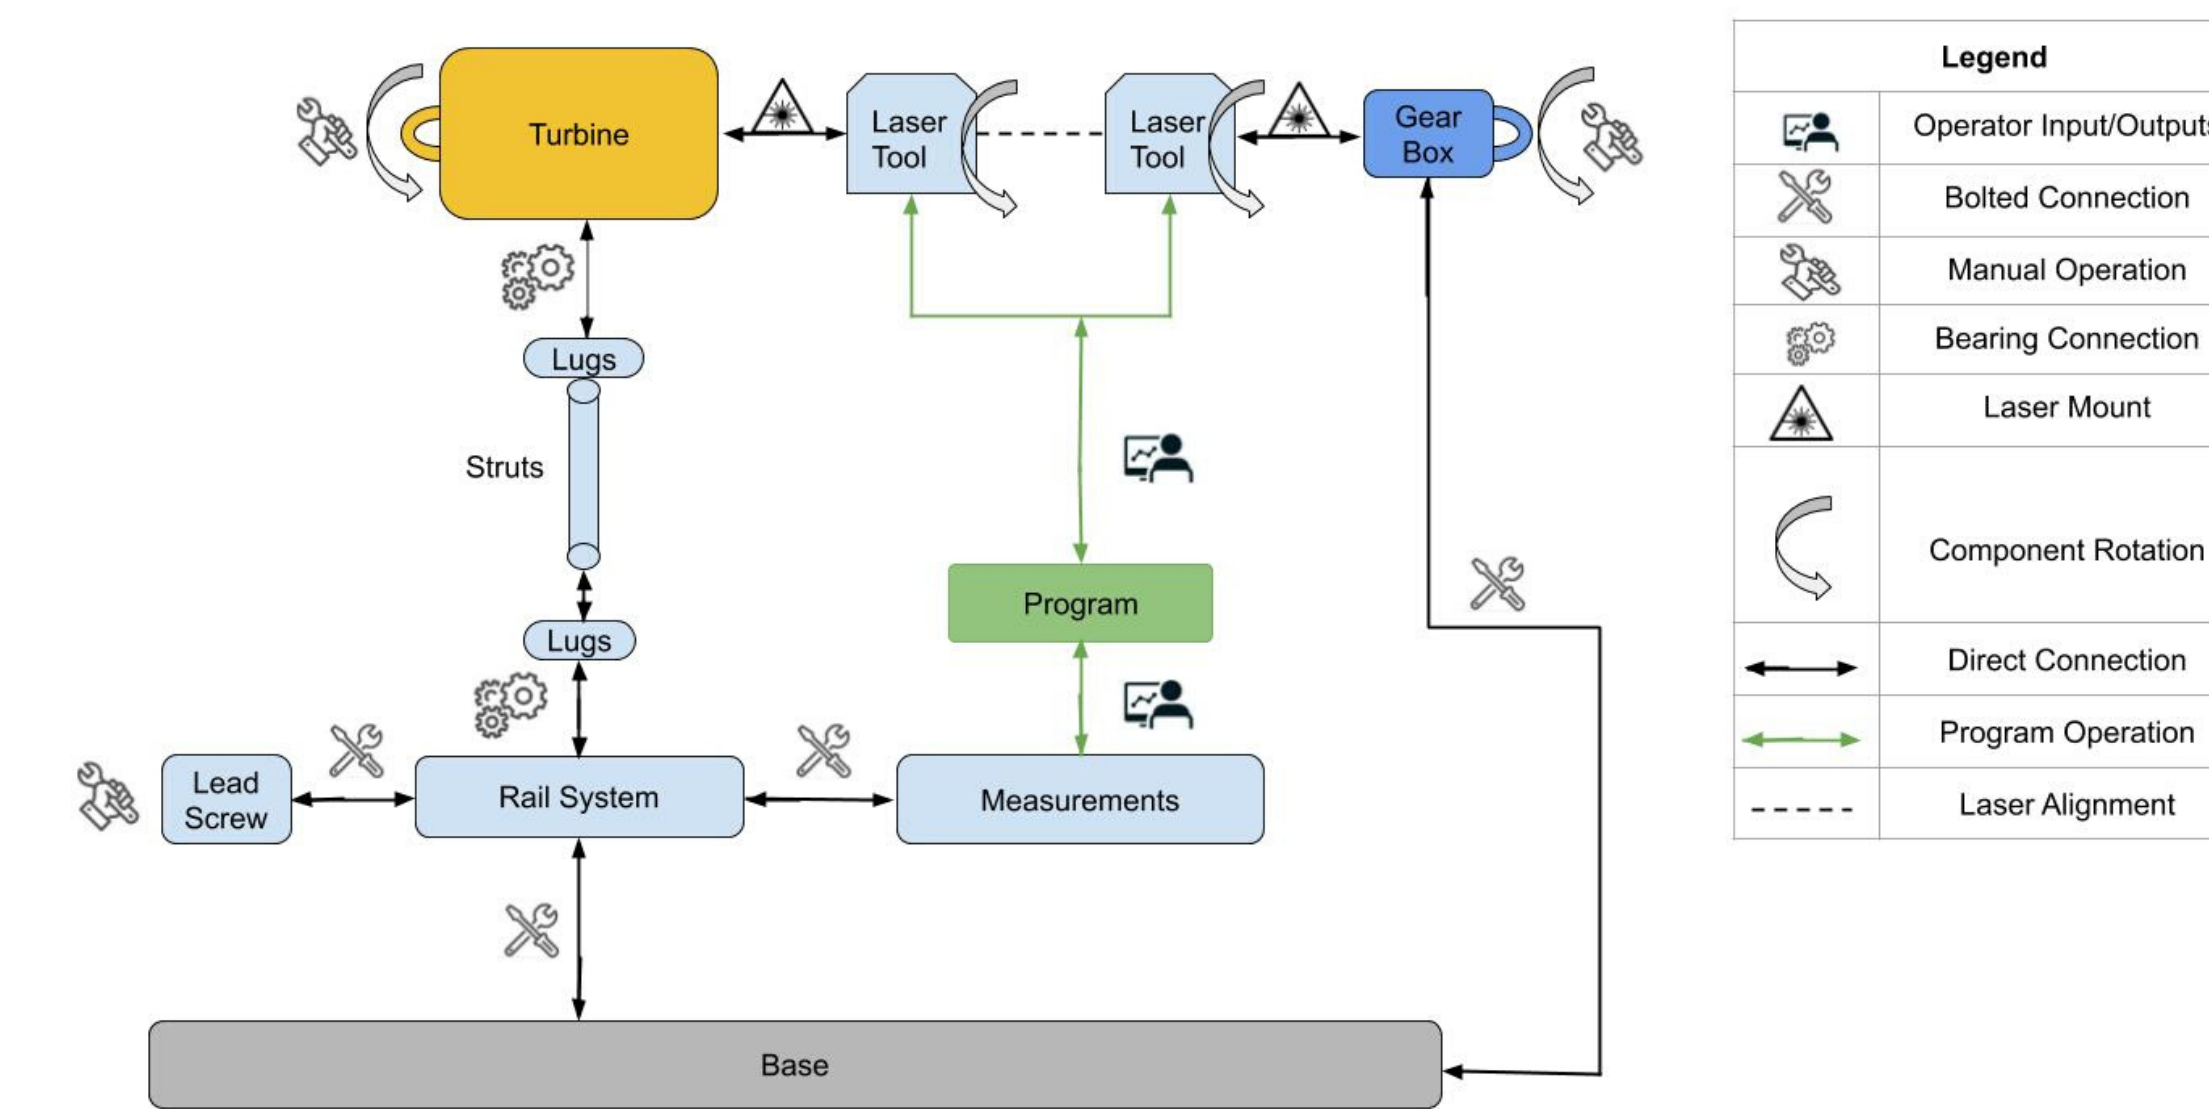 Turbine
Laser
Tool
Laser
Tool
Gear
Box
Lugs
Struts
Lugs
Program
Lead
Screw
Rail System
Measurements
Base
Legend
Operator Input/Outputs
Bolted Connection
Manual Operation
Bearing Connection
Laser Mount
Component Rotation
Direct Connection
Program Operation
Laser Alignment